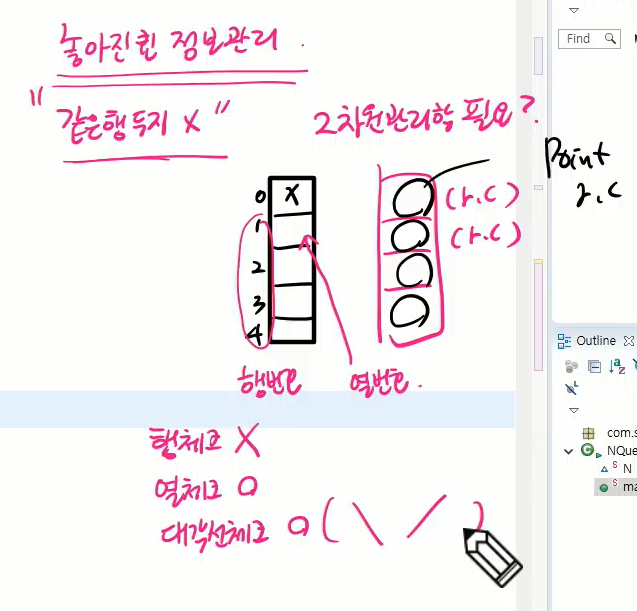 놓아진퀸 정보관리.
"같은행두지 X"
2차원관리할 필요?
Point
r, c
0 X
1
2
3
4
(r.c)
(r.c)
행번호
열번호.
행체크 X
열체크 O
대각선체크 O ( \ / )
Find
Outline
com.s
NQue
N
ma